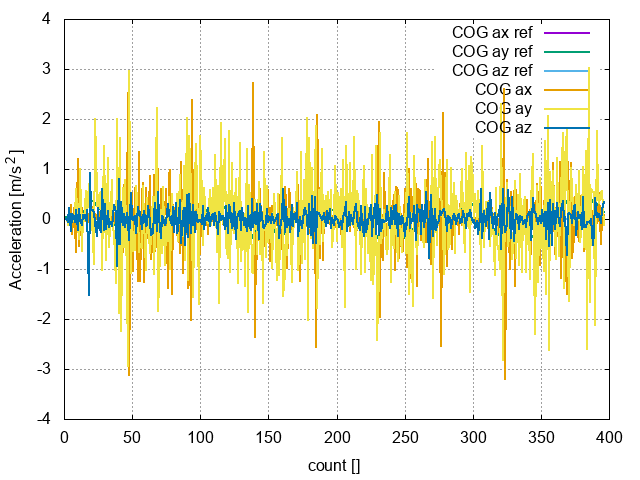 4
3
2
1
0
-1
-2
-3
-4
Acceleration [m/s²]
COG ax ref
COG ay ref
COG az ref
COG ax
COG ay
COG az
0 50 100 150 200 250 300 350 400
count []